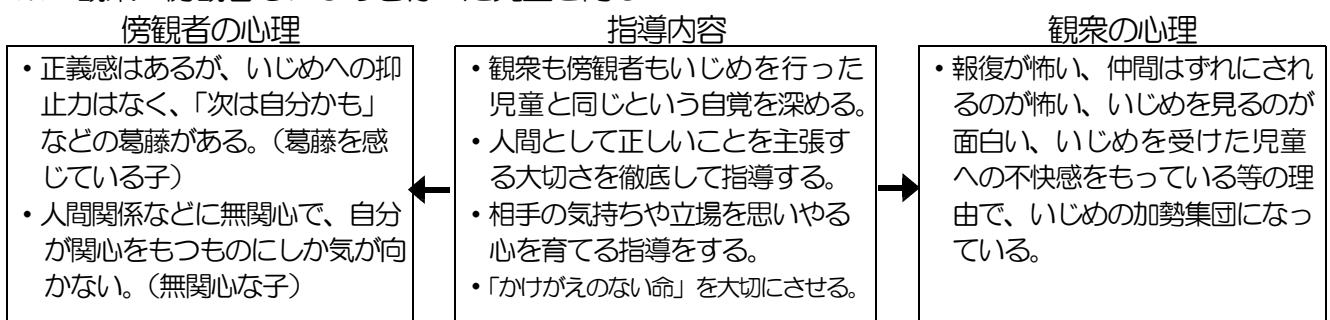 傍観者の心理
・正義感はあるが、いじめへの抑
止力はなく、「次は自分かも」
などの葛藤がある。(葛藤を感
じている子)
・人間関係などに無関心で、自分
が関心をもつものにしか気が向
かない。(無関心な子)
指導内容
・観衆も傍観者もいじめを行った
児童と同じという自覚を深める。
・人間として正しいことを主張す
る大切さを徹底して指導する。
・相手の気持ちや立場を思いやる
心を育てる指導をする。
・「かけがえのない命」を大切にさせる。
観衆の心理
・報復が怖い、仲間はずれにされ
るのが怖い、いじめを見るのが
面白い、いじめを受けた児童
への不快感をもっている等の理
由で、いじめの加勢集団になっ
ている。